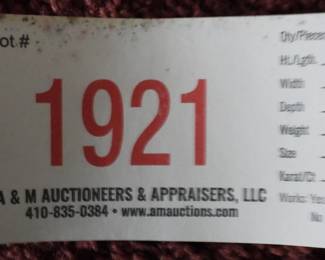 ot #
1921
A & M AUCTIONEERS & APPRAISERS, LLC
410-835-0384 • www.amauctions.com
Qty/Pieces
Ht./Lgth.
Width
Depth
Weight
Size
Karat/Ct
Works: Yes
No